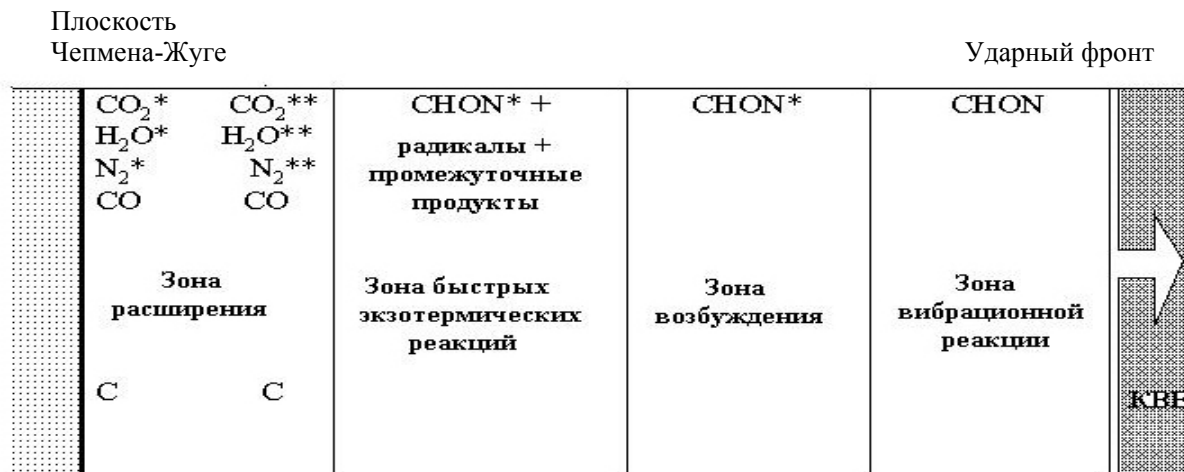 Плоскость
Чепмена-Жуге
Ударный фронт
CO₂* CO₂**
H₂O* H₂O**
N₂* N₂**
CO CO
Зона
расширения
C C
CHON* +
радикалы +
промежуточные
продукты
Зона быстрых
экзотермических
реакций
CHON*
Зона
возбуждения
CHON
Зона
вибрационной
реакции
КВВ